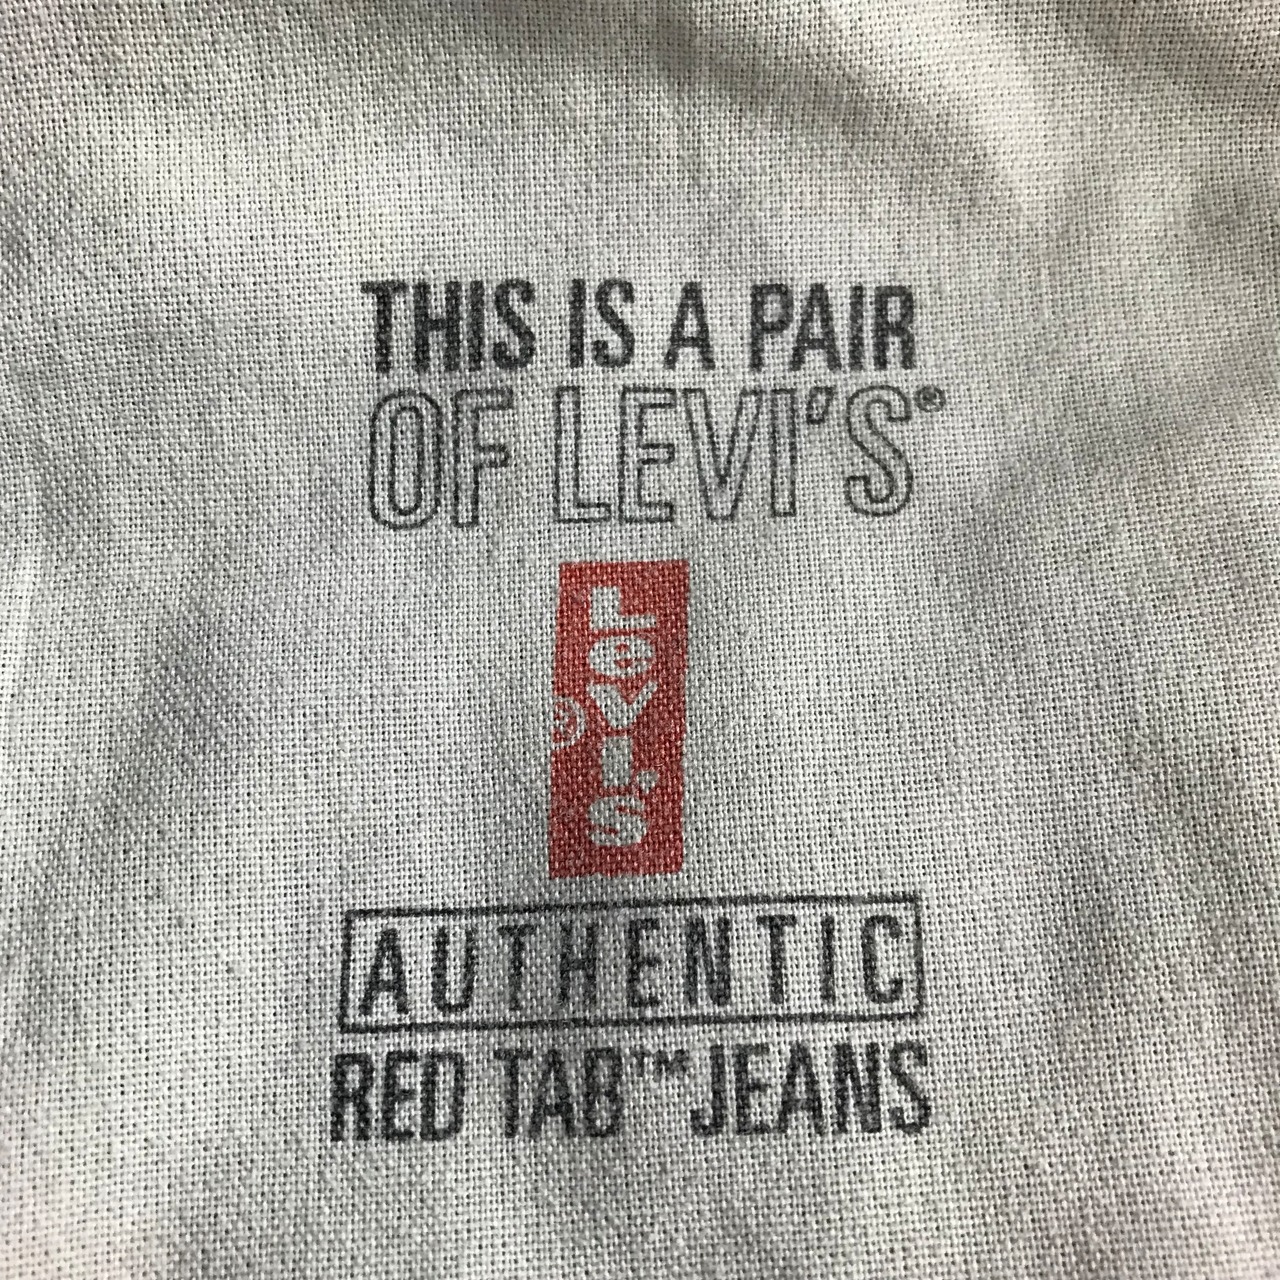 THIS IS A PAIR
OF LEVI'S®
LeVI'S
®
AUTHENTIC
RED TAB™ JEANS